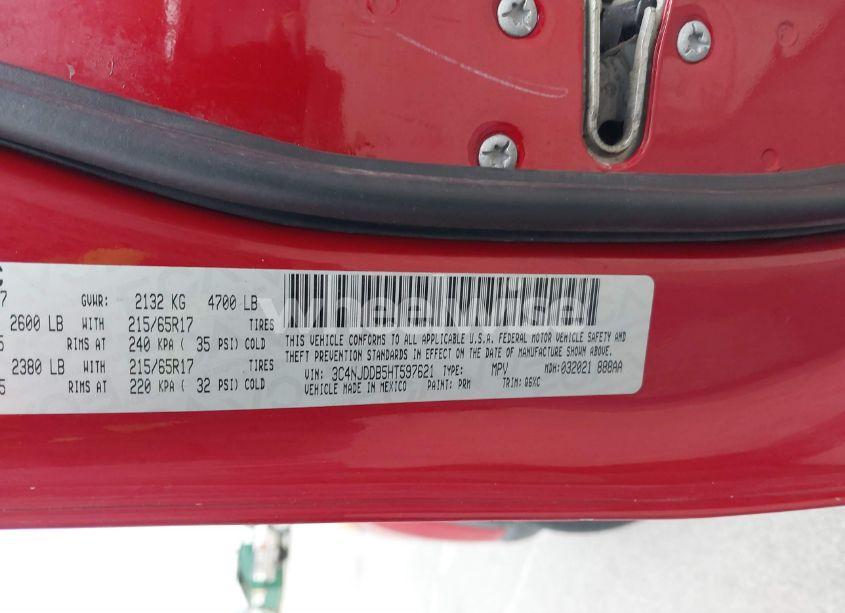 GVWR: 2132 KG 4700 LB
2600 LB WITH 215/65R17 TIRES
RIMS AT 240 KPA ( 35 PSI) COLD
2380 LB WITH 215/65R17 TIRES
RIMS AT 220 KPA ( 32 PSI) COLD
WheelWise
THIS VEHICLE CONFORMS TO ALL APPLICABLE U.S.A. FEDERAL MOTOR VEHICLE SAFETY AND
THEFT PREVENTION STANDARDS IN EFFECT ON THE DATE OF MANUFACTURE SHOWN ABOVE.
VIN: 3C4NJDDB5HT597621 TYPE: MPV MDH: 032021 888AA
VEHICLE MADE IN MEXICO PAINT: PRM TRIM: A6XC